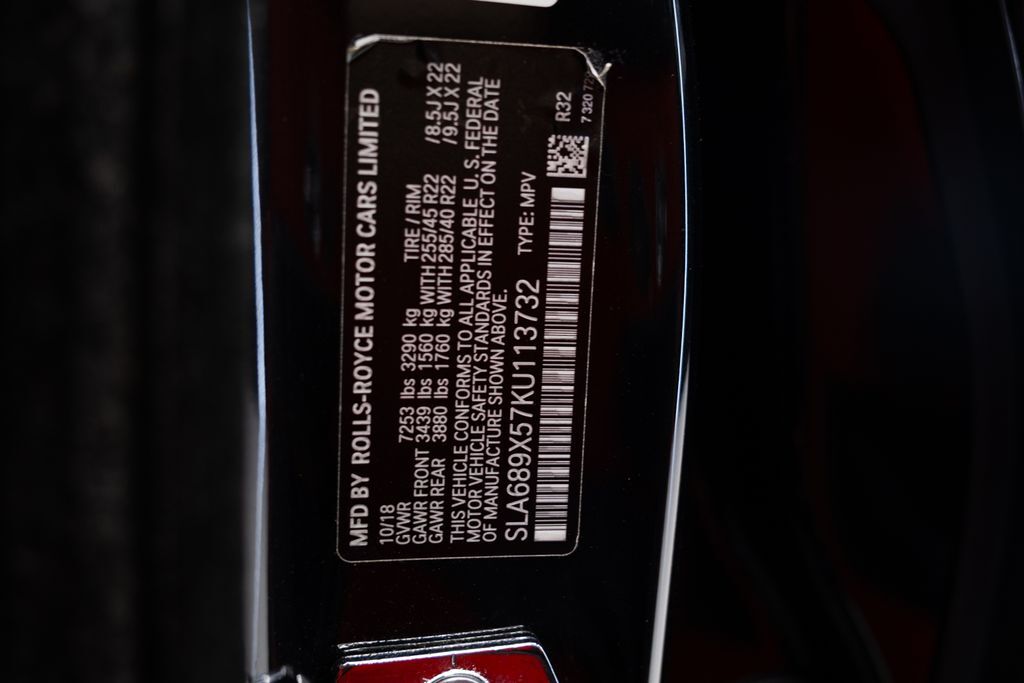 MFD BY ROLLS-ROYCE MOTOR CARS LIMITED
10/18 TIRE / RIM
GVWR 7253 lbs 3290 kg
GAWR FRONT 3439 lbs 1560 kg WITH 255/45 R22 /8.5J X 22
GAWR REAR 3880 lbs 1760 kg WITH 285/40 R22 /9.5J X 22
THIS VEHICLE CONFORMS TO ALL APPLICABLE U.S. FEDERAL
MOTOR VEHICLE SAFETY STANDARDS IN EFFECT ON THE DATE
OF MANUFACTURE SHOWN ABOVE.
SLA689X57KU113732 TYPE: MPV
R32